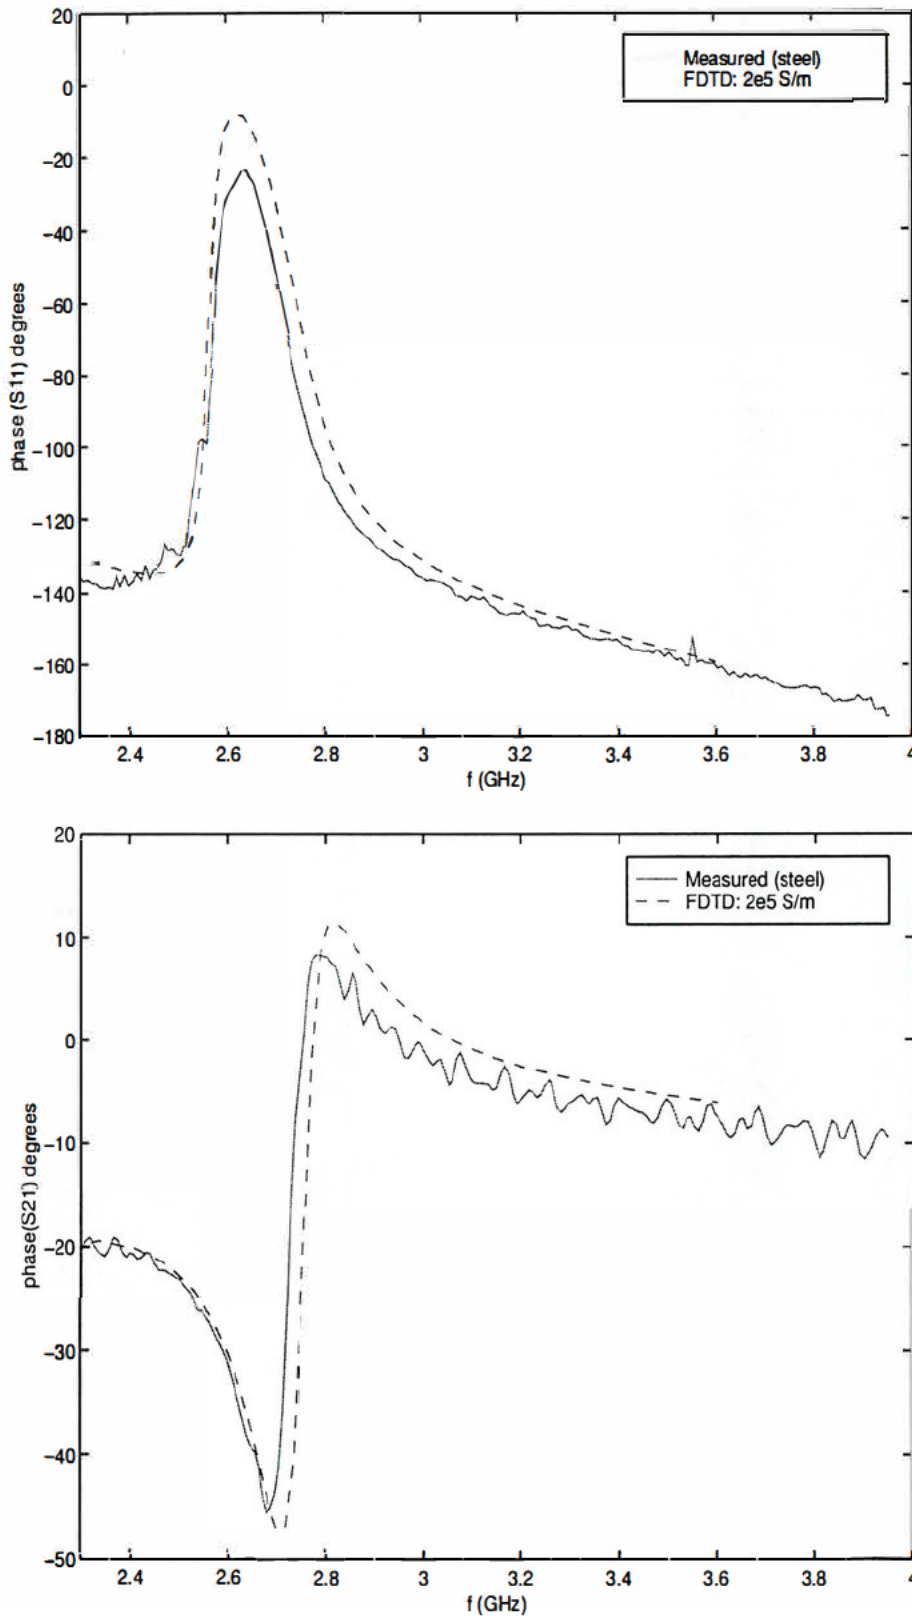 20
0
−20
−40
−60
−80
−100
−120
−140
−160
−180
phase (S11) degrees
Measured (steel)
FDTD: 2e5 S/m
2.4 2.6 2.8 3 3.2 3.4 3.6 3.8 4
f (GHz)
20
10
0
−10
−20
−30
−40
−50
phase(S21) degrees
Measured (steel)
FDTD: 2e5 S/m
2.4 2.6 2.8 3 3.2 3.4 3.6 3.8 4
f (GHz)